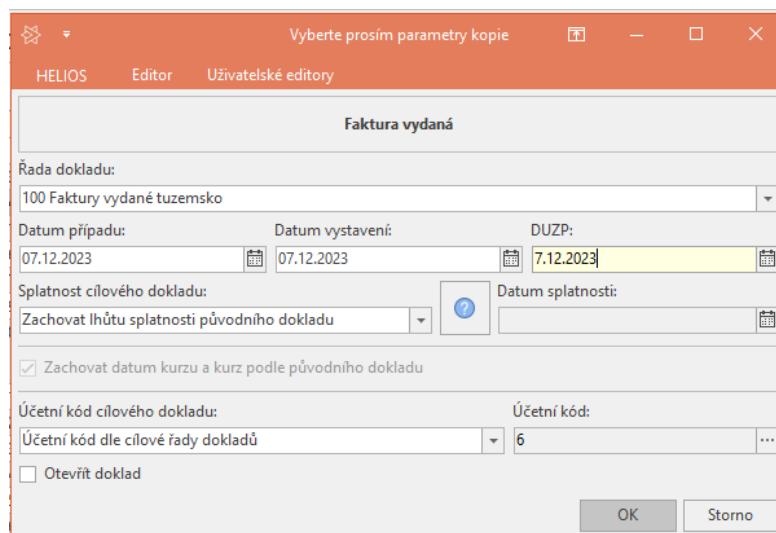 Vyberte prosím parametry kopie
HELIOS Editor Uživatelské editory
Faktura vydaná
Řada dokladu:
100 Faktury vydané tuzemsko
Datum případu: Datum vystavení: DUZP:
07.12.2023 07.12.2023 7.12.2023
Splatnost cílového dokladu: Datum splatnosti:
Zachovat lhůtu splatnosti původního dokladu
Zachovat datum kurzu a kurz podle původního dokladu
Účetní kód cílového dokladu: Účetní kód:
Účetní kód dle cílové řady dokladů 6
Otevřít doklad
OK Storno